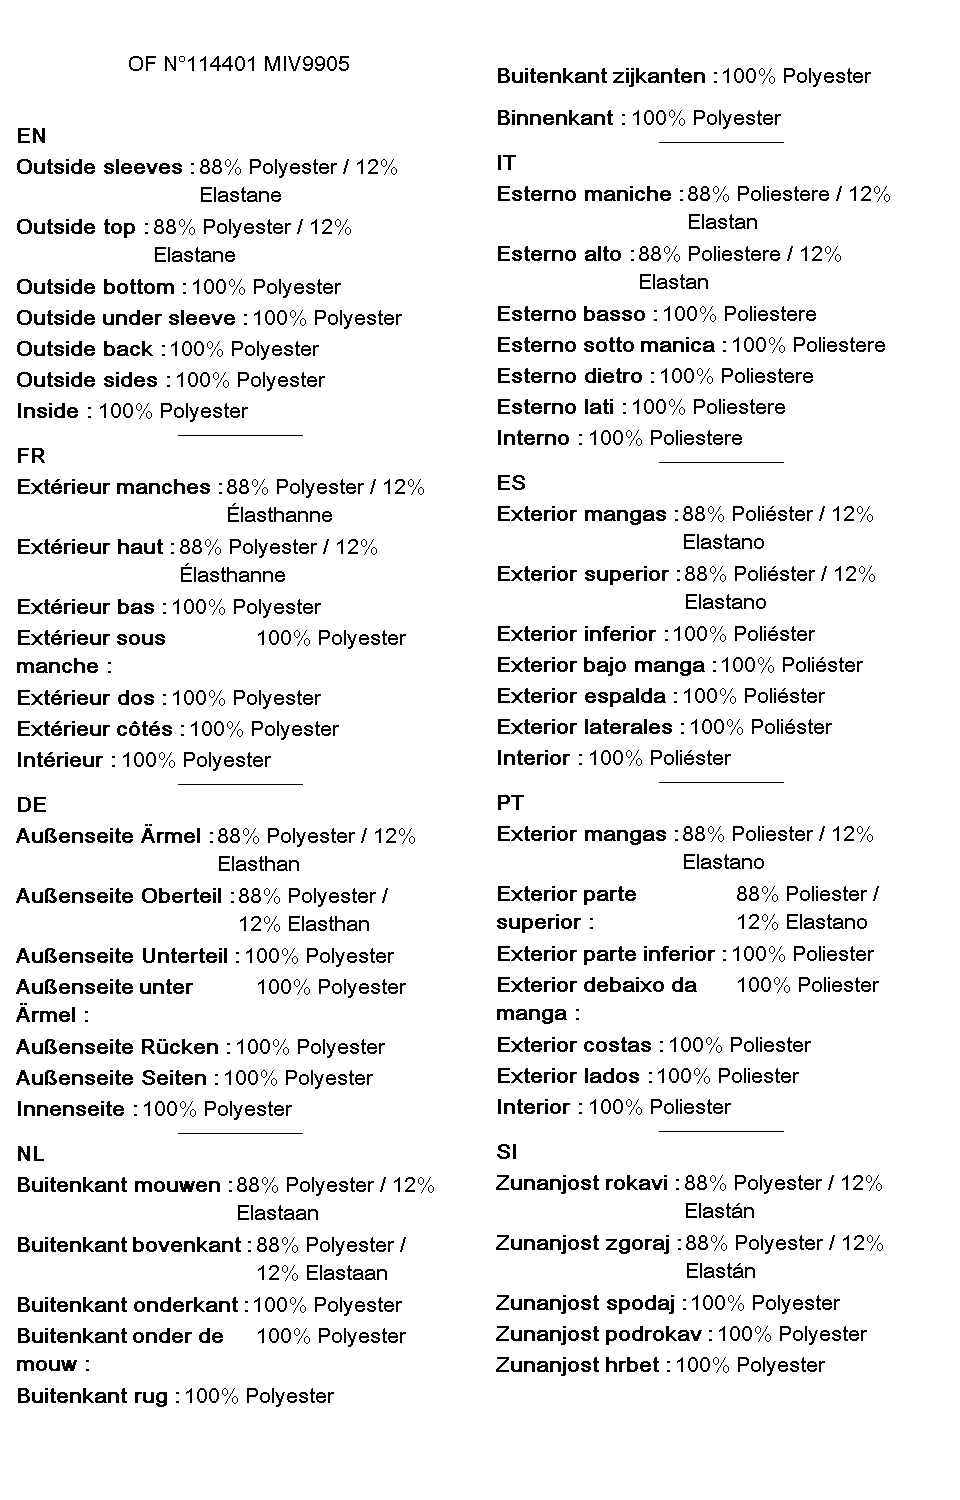 OF N°114401 MIV9905
EN
Outside sleeves : 88% Polyester / 12%
Elastane
Outside top : 88% Polyester / 12%
Elastane
Outside bottom : 100% Polyester
Outside under sleeve : 100% Polyester
Outside back : 100% Polyester
Outside sides : 100% Polyester
Inside : 100% Polyester
FR
Extérieur manches : 88% Polyester / 12%
Élasthanne
Extérieur haut : 88% Polyester / 12%
Élasthanne
Extérieur bas : 100% Polyester
Extérieur sous 100% Polyester
manche :
Extérieur dos : 100% Polyester
Extérieur côtés : 100% Polyester
Intérieur : 100% Polyester
DE
Außenseite Ärmel : 88% Polyester / 12%
Elasthan
Außenseite Oberteil : 88% Polyester /
12% Elasthan
Außenseite Unterteil : 100% Polyester
Außenseite unter 100% Polyester
Ärmel :
Außenseite Rücken : 100% Polyester
Außenseite Seiten : 100% Polyester
Innenseite : 100% Polyester
NL
Buitenkant mouwen : 88% Polyester / 12%
Elastaan
Buitenkant bovenkant : 88% Polyester /
12% Elastaan
Buitenkant onderkant : 100% Polyester
Buitenkant onder de 100% Polyester
mouw :
Buitenkant rug : 100% Polyester
Buitenkant zijkanten : 100% Polyester
Binnenkant : 100% Polyester
IT
Esterno maniche : 88% Poliestere / 12%
Elastan
Esterno alto : 88% Poliestere / 12%
Elastan
Esterno basso : 100% Poliestere
Esterno sotto manica : 100% Poliestere
Esterno dietro : 100% Poliestere
Esterno lati : 100% Poliestere
Interno : 100% Poliestere
ES
Exterior mangas : 88% Poliéster / 12%
Elastano
Exterior superior : 88% Poliéster / 12%
Elastano
Exterior inferior : 100% Poliéster
Exterior bajo manga : 100% Poliéster
Exterior espalda : 100% Poliéster
Exterior laterales : 100% Poliéster
Interior : 100% Poliéster
PT
Exterior mangas : 88% Poliester / 12%
Elastano
Exterior parte 88% Poliester /
superior : 12% Elastano
Exterior parte inferior : 100% Poliester
Exterior debaixo da 100% Poliester
manga :
Exterior costas : 100% Poliester
Exterior lados : 100% Poliester
Interior : 100% Poliester
SI
Zunanjost rokavi : 88% Polyester / 12%
Elastán
Zunanjost zgoraj : 88% Polyester / 12%
Elastán
Zunanjost spodaj : 100% Polyester
Zunanjost podrokav : 100% Polyester
Zunanjost hrbet : 100% Polyester